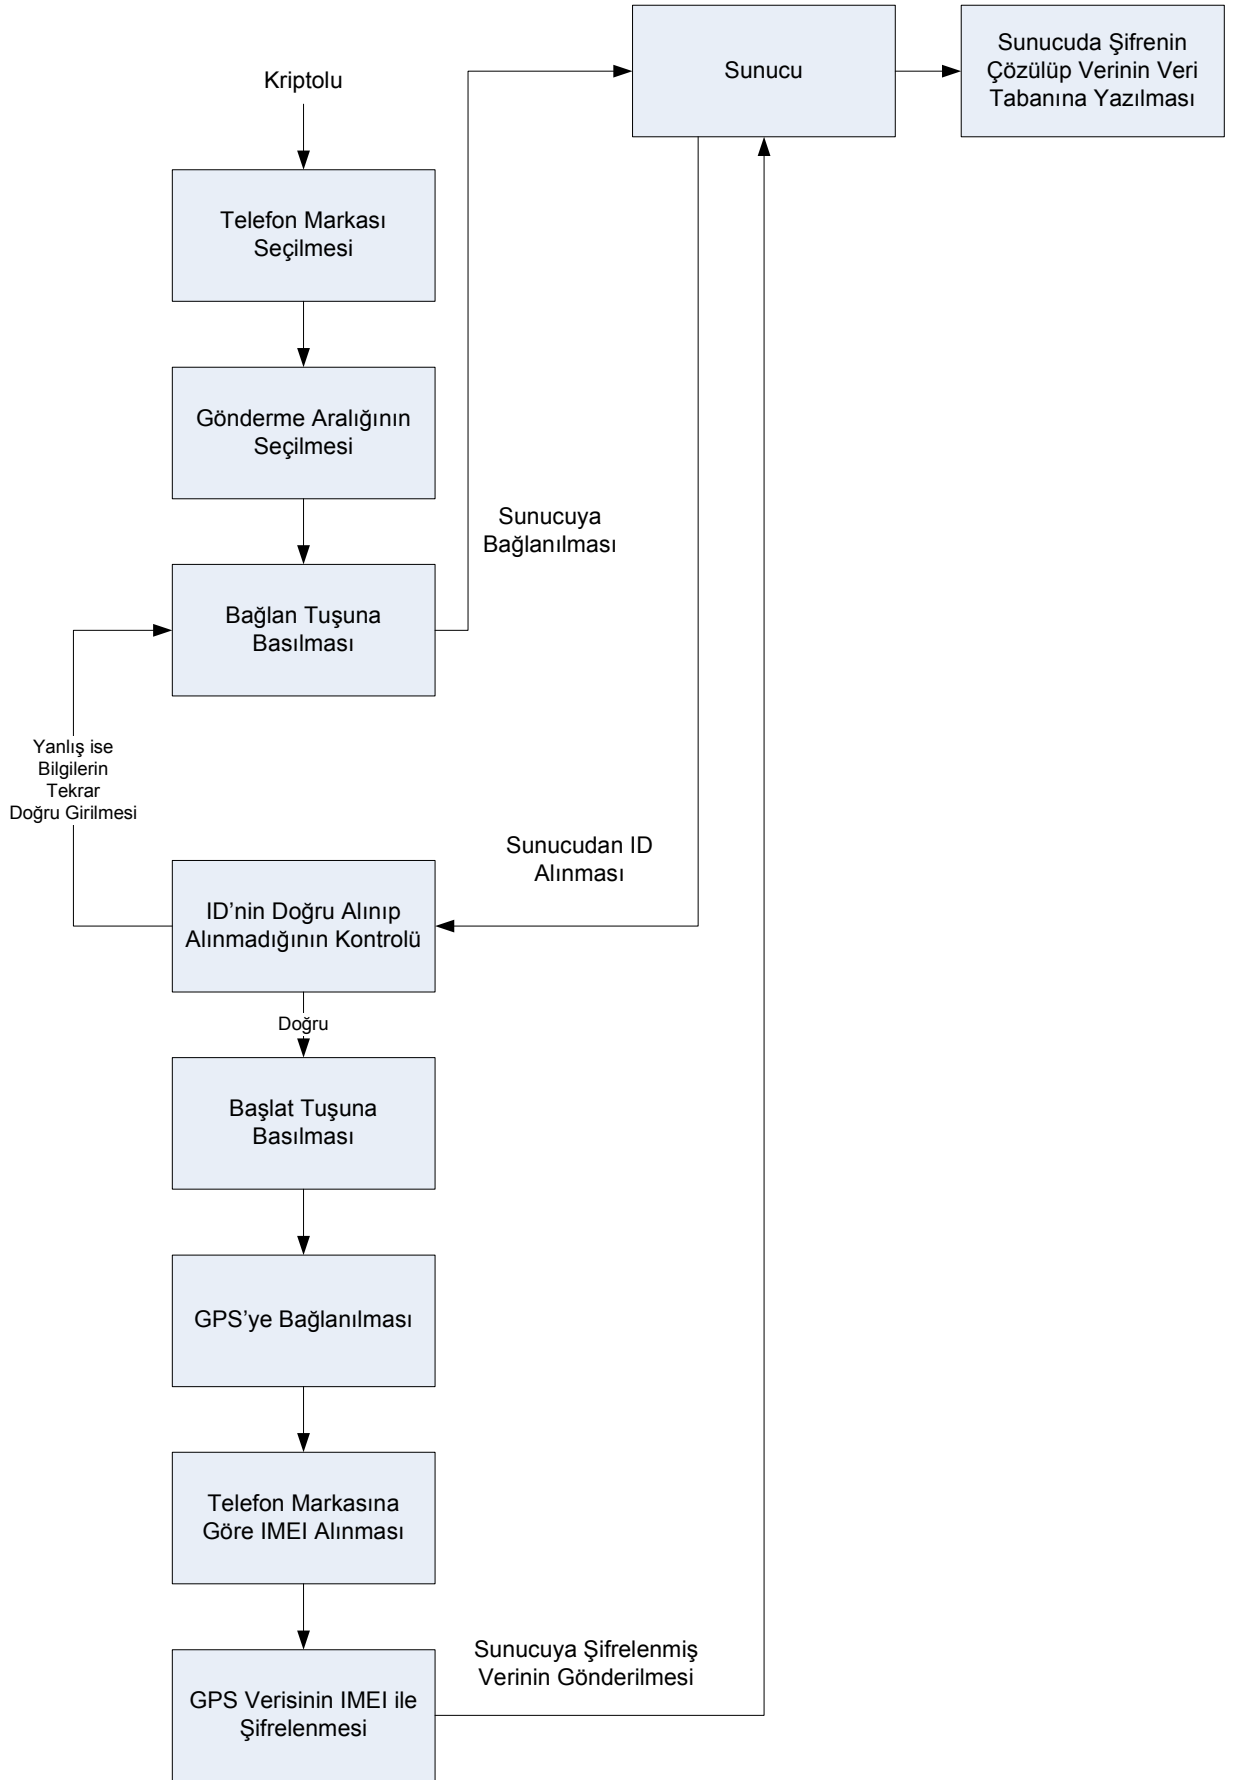 Kriptolu
Sunucu
Sunucuda Şifrenin
Çözülüp Verinin Veri
Tabanına Yazılması
Telefon Markası
Seçilmesi
Gönderme Aralığının
Seçilmesi
Sunucuya
Bağlanılması
Bağlan Tuşuna
Basılması
Yanlış ise
Bilgilerin
Tekrar
Doğru Girilmesi
Sunucudan ID
Alınması
ID’nin Doğru Alınıp
Alınmadığının Kontrolü
Doğru
Başlat Tuşuna
Basılması
GPS’ye Bağlanılması
Telefon Markasına
Göre IMEI Alınması
Sunucuya Şifrelenmiş
Verinin Gönderilmesi
GPS Verisinin IMEI ile
Şifrelenmesi